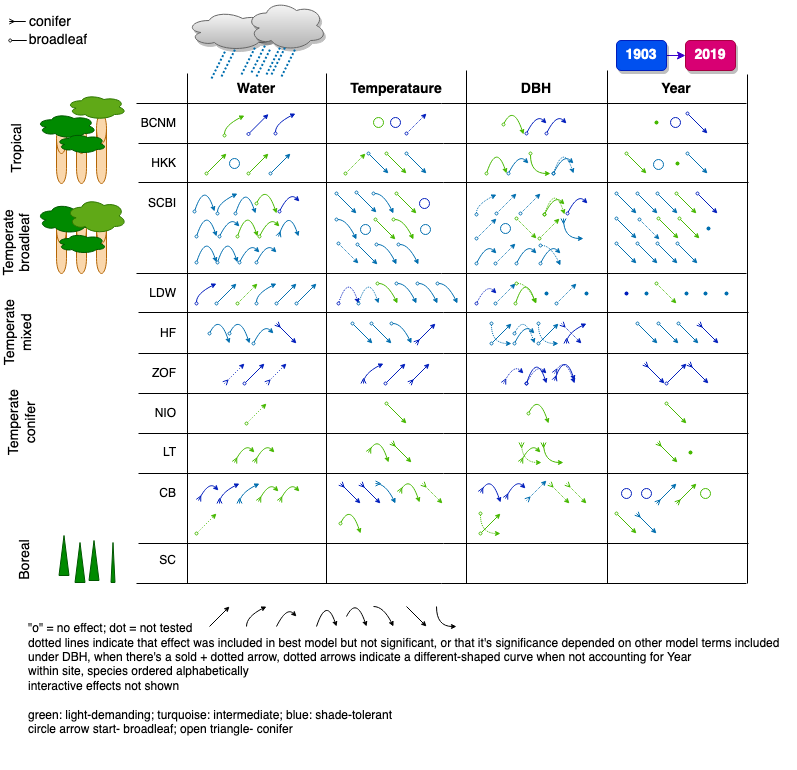 conifer
broadleaf
1903
2019
Water
Temperataure
DBH
Year
Tropical
BCNM
HKK
Temperate
broadleaf
SCBI
Temperate
mixed
LDW
HF
ZOF
Temperate
conifer
NIO
LT
CB
Boreal
SC
"o" = no effect; dot = not tested
dotted lines indicate that effect was included in best model but not significant, or that it's significance depended on other model terms included
under DBH, when there's a sold + dotted arrow, dotted arrows indicate a different-shaped curve when not accounting for Year
within site, species ordered alphabetically
interactive effects not shown
green: light-demanding; turquoise: intermediate; blue: shade-tolerant
circle arrow start- broadleaf; open triangle- conifer